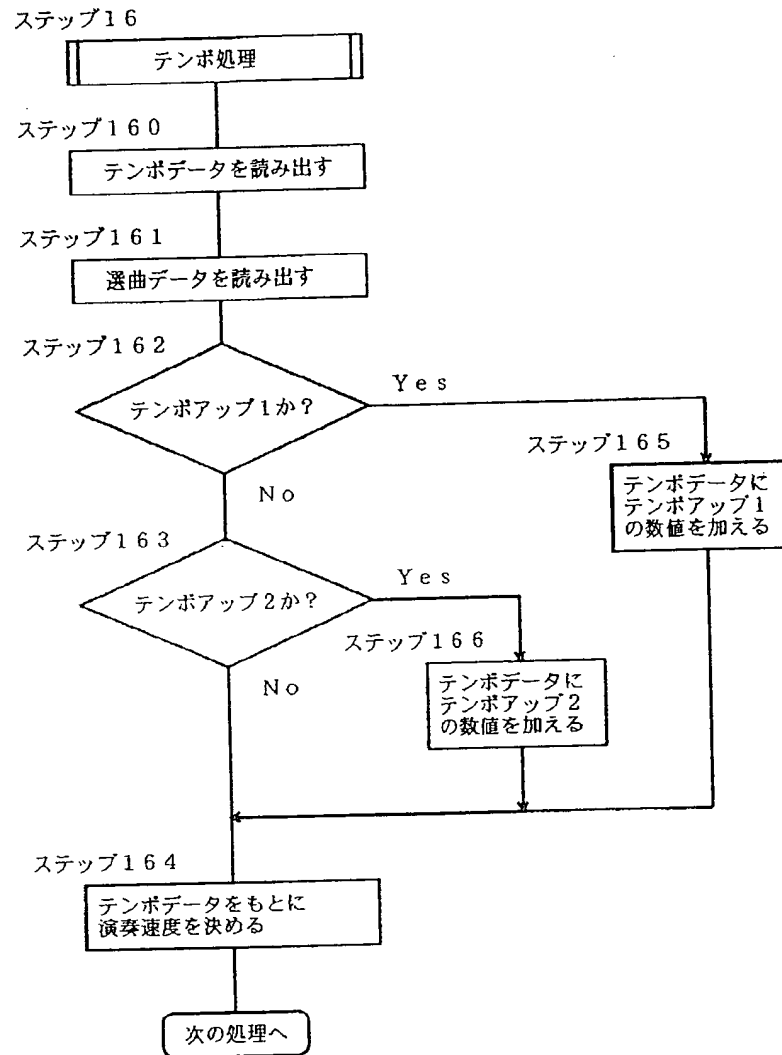 ステップ16
テンポ処理
ステップ160
テンポデータを読み出す
ステップ161
選曲データを読み出す
ステップ162
テンポアップ1か?
Yes
ステップ165
テンポデータに
テンポアップ1
の数値を加える
No
ステップ163
テンポアップ2か?
Yes
ステップ166
テンポデータに
テンポアップ2
の数値を加える
No
ステップ164
テンポデータをもとに
演奏速度を決める
次の処理へ